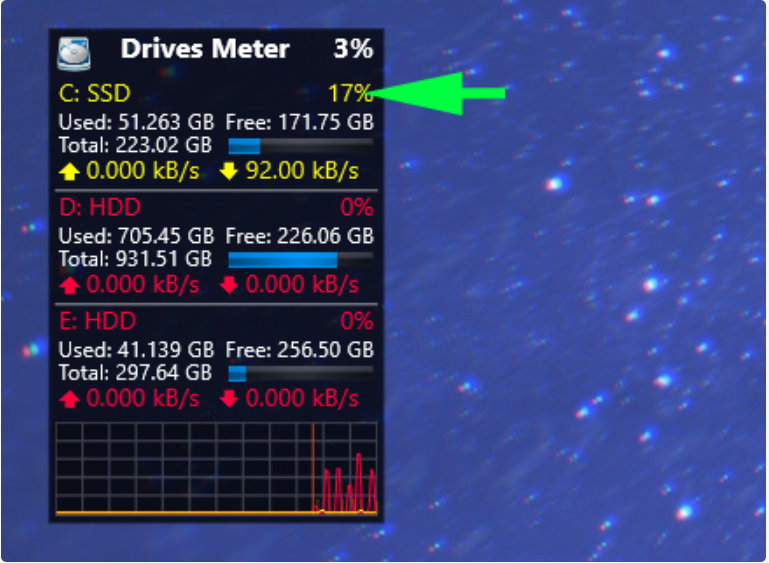 Drives Meter 3%
C: SSD 17%
Used: 51.263 GB Free: 171.75 GB
Total: 223.02 GB
0.000 kB/s 92.00 kB/s
D: HDD 0%
Used: 705.45 GB Free: 226.06 GB
Total: 931.51 GB
0.000 kB/s 0.000 kB/s
E: HDD 0%
Used: 41.139 GB Free: 256.50 GB
Total: 297.64 GB
0.000 kB/s 0.000 kB/s